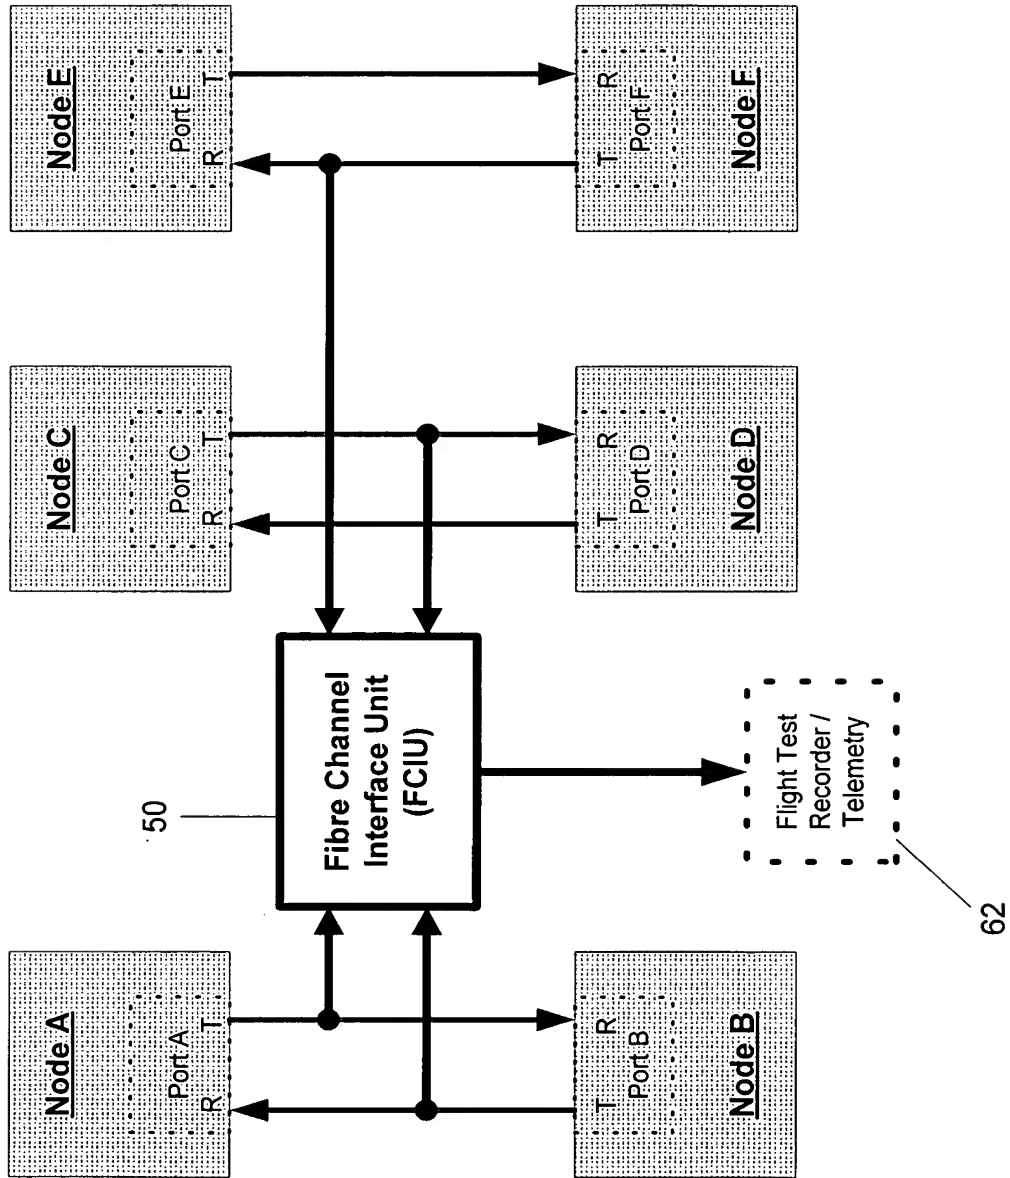 Node A
Port A
R T
Node C
Port C
R T
Node E
Port E
R T
50
Fibre Channel
Interface Unit
(FCIU)
T R
Port B
Node B
T R
Port D
Node D
T R
Port F
Node F
Flight Test
Recorder /
Telemetry
62